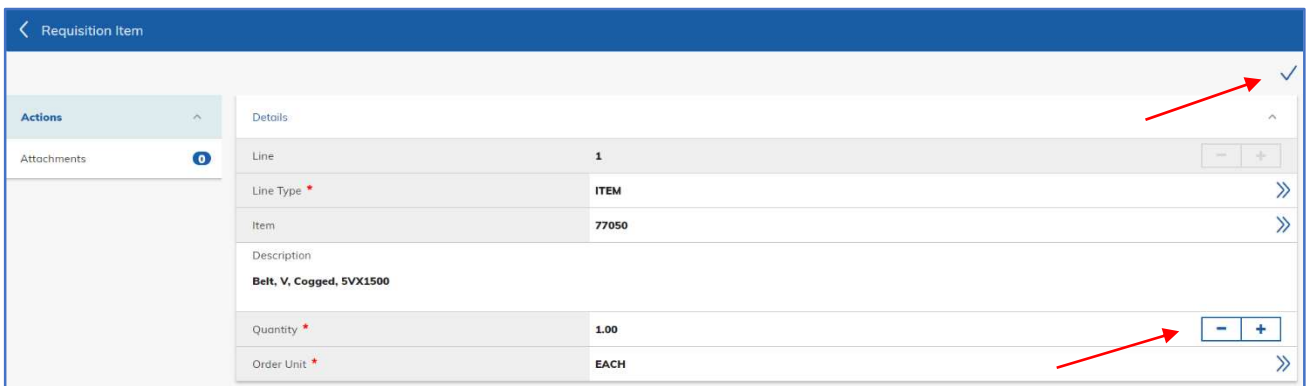 Requisition Item
Actions
Attachments 0
Details
Line 1
Line Type * ITEM
Item 77050
Description
Belt, V, Cogged, 5VX1500
Quantity * 1.00 - +
Order Unit * EACH